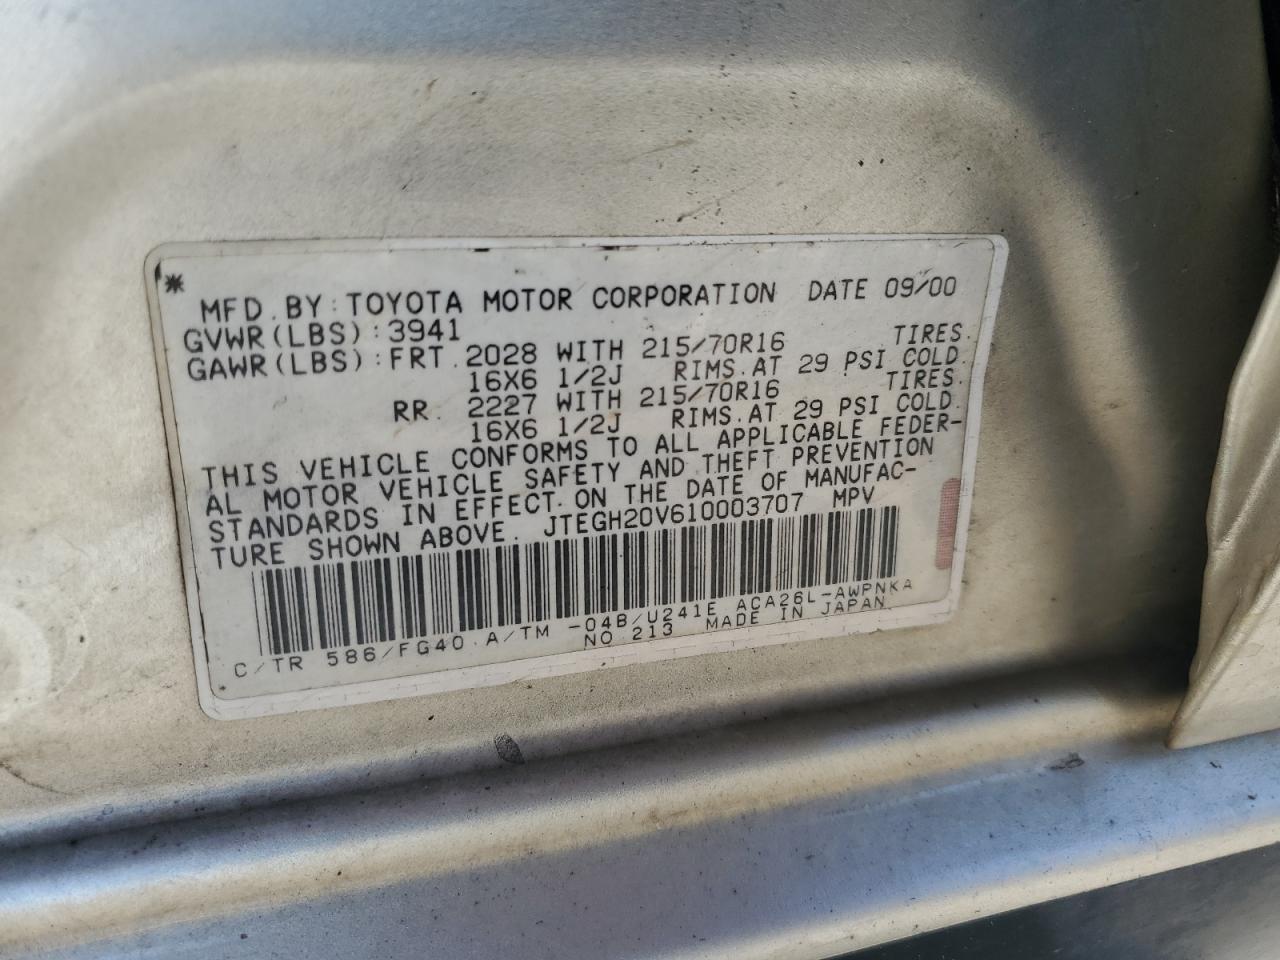 MFD. BY: TOYOTA MOTOR CORPORATION DATE 09/00
GVWR(LBS):3941
GAWR(LBS):FRT. 2028 WITH 215/70R16 TIRES.
16X6 1/2J RIMS.AT 29 PSI COLD.
RR. 2227 WITH 215/70R16 TIRES.
16X6 1/2J RIMS.AT 29 PSI COLD.
THIS VEHICLE CONFORMS TO ALL APPLICABLE FEDER-
AL MOTOR VEHICLE SAFETY AND THEFT PREVENTION
STANDARDS IN EFFECT.ON THE DATE OF MANUFAC-
TURE SHOWN ABOVE. JTEGH20V610003707 MPV
C/TR 586/FG40 A/TM -04B/U241E ACA26L-AWPNKA
NO.213 MADE IN JAPAN